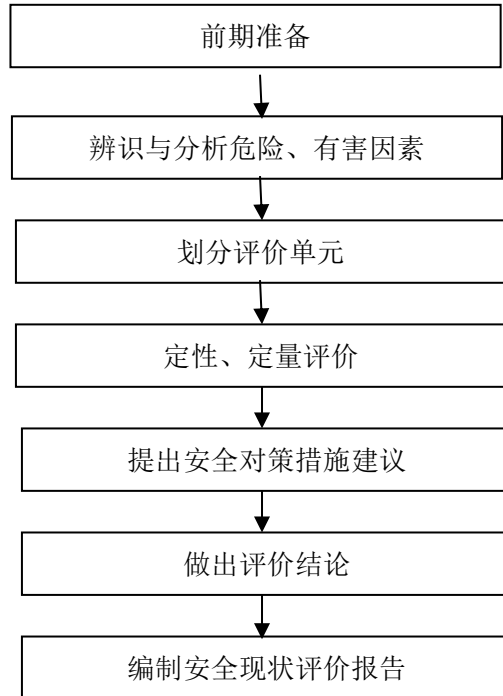 前期准备
辨识与分析危险、有害因素
划分评价单元
定性、定量评价
提出安全对策措施建议
做出评价结论
编制安全现状评价报告